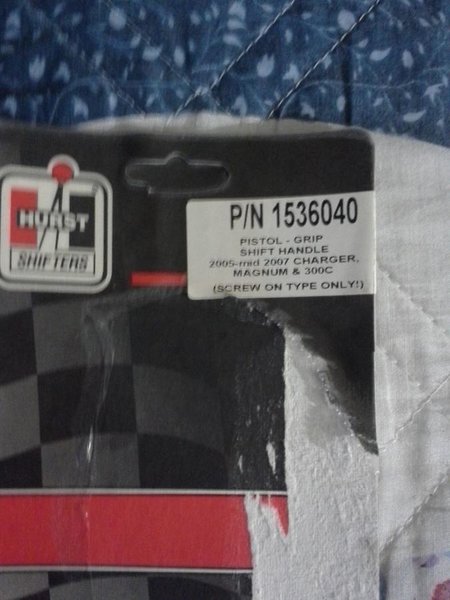 HURST
SHIFTERS
P/N 1536040
PISTOL - GRIP
SHIFT HANDLE
2005-mid 2007 CHARGER,
MAGNUM & 300C
(SCREW ON TYPE ONLY!)